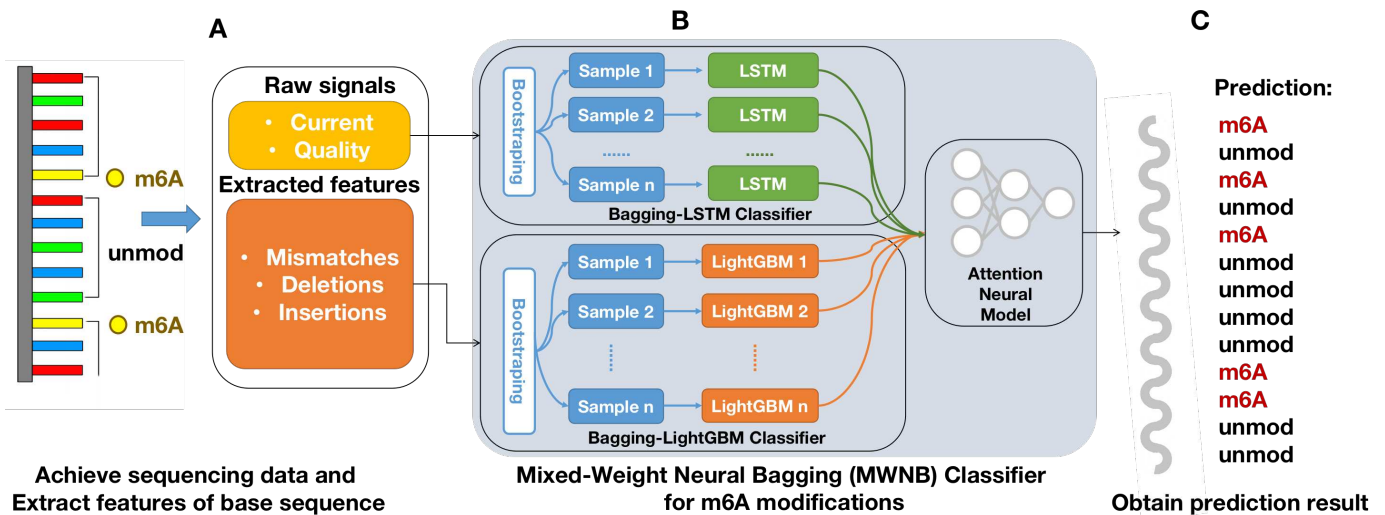 A
B
C
m6A
unmod
m6A
Raw signals
• Current
• Quality
Extracted features
• Mismatches
• Deletions
• Insertions
Bootstraping
Sample 1
LSTM
Sample 2
LSTM
......
......
Sample n
LSTM
Bagging-LSTM Classifier
Bootstraping
Sample 1
LightGBM 1
Sample 2
LightGBM 2
......
......
Sample n
LightGBM n
Bagging-LightGBM Classifier
Attention
Neural
Model
Prediction:
m6A
unmod
m6A
unmod
m6A
unmod
unmod
unmod
unmod
m6A
m6A
unmod
unmod
Achieve sequencing data and
Extract features of base sequence
Mixed-Weight Neural Bagging (MWNB) Classifier
for m6A modifications
Obtain prediction result